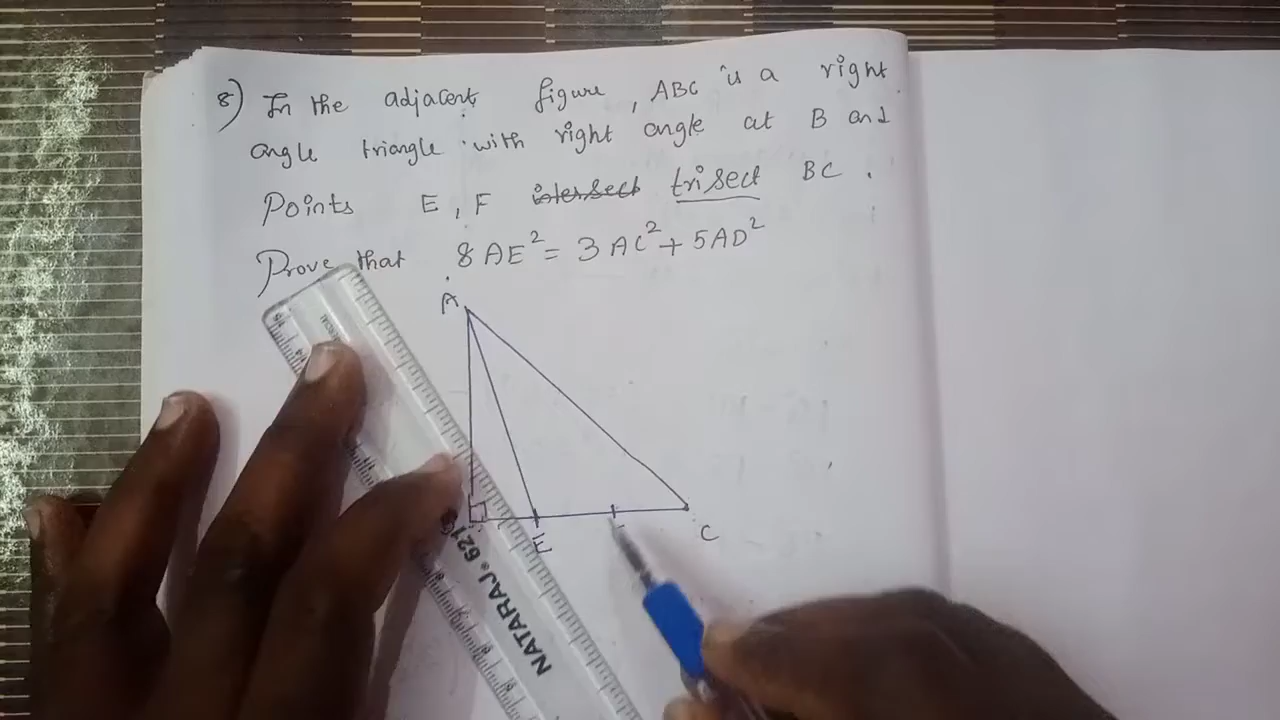 8) In the adjacent figure, ABC is a right
angle triangle with right angle at B and
Points E, F intersect trisect BC.
Prove that 8AE² = 3AC² + 5AD²
A
E
C
NATARAJ 621